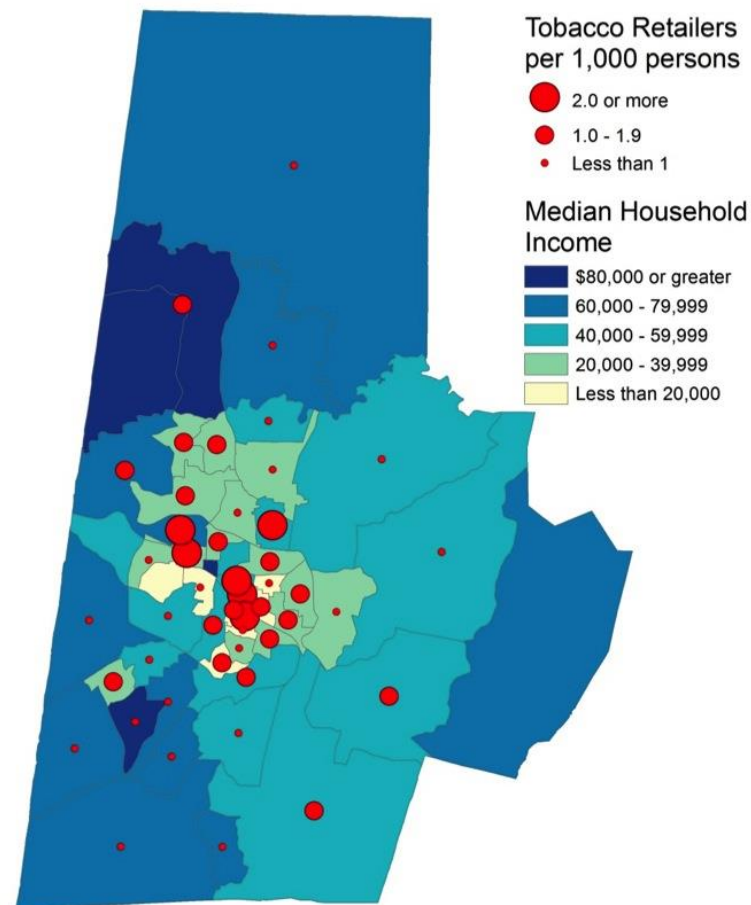 Tobacco Retailers
per 1,000 persons
2.0 or more
1.0 - 1.9
Less than 1
Median Household
Income
$80,000 or greater
60,000 - 79,999
40,000 - 59,999
20,000 - 39,999
Less than 20,000